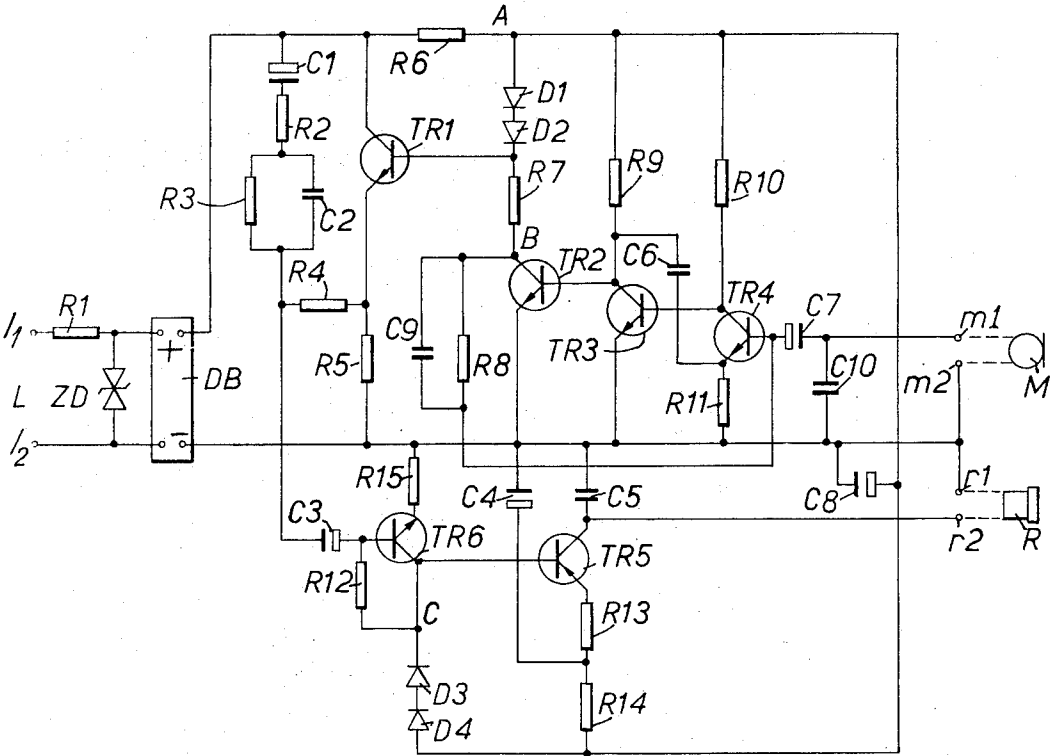 A
C1
R6
D1
R2
TR1
D2
R9
R7
R10
R3
C2
B
TR2
C6
R4
TR4
C7
R1
l1
m1
C9
TR3
+
R5
R8
C10
DB
m2
M
L
ZD
R11
l2
–
R15
C4
C5
C8
r1
C3
TR6
r2
R
TR5
R12
C
R13
D3
R14
D4